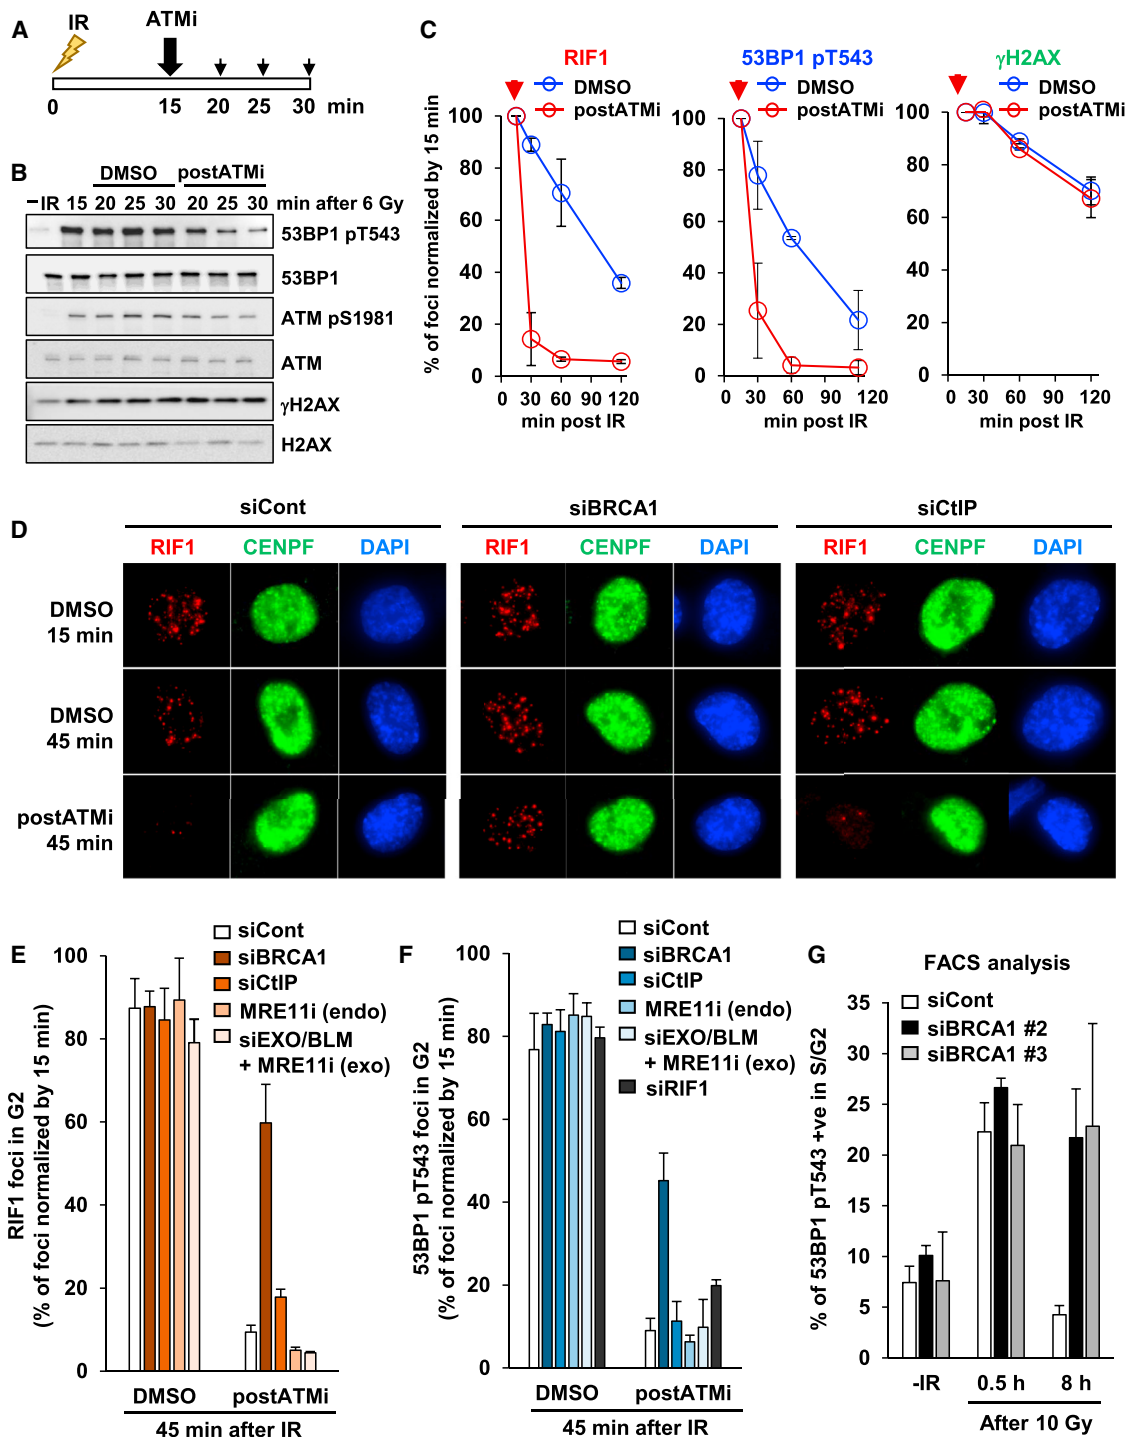 A
IR
ATMi
0 15 20 25 30 min
B
DMSO postATMi
−IR 15 20 25 30 20 25 30 min after 6 Gy
53BP1 pT543
53BP1
ATM pS1981
ATM
γH2AX
H2AX
C
RIF1
DMSO
postATMi
% of foci normalized by 15 min
100
80
60
40
20
0
0 30 60 90 120
min post IR
53BP1 pT543
DMSO
postATMi
100
80
60
40
20
0
0 30 60 90 120
min post IR
γH2AX
DMSO
postATMi
100
80
60
40
20
0
0 30 60 90 120
min post IR
D
siCont siBRCA1 siCtIP
RIF1 CENPF DAPI RIF1 CENPF DAPI RIF1 CENPF DAPI
DMSO
15 min
DMSO
45 min
postATMi
45 min
E
siCont
siBRCA1
siCtIP
MRE11i (endo)
siEXO/BLM
+ MRE11i (exo)
RIF1 foci in G2
(% of foci normalized by 15 min)
100
80
60
40
20
0
DMSO postATMi
45 min after IR
F
siCont
siBRCA1
siCtIP
MRE11i (endo)
siEXO/BLM
+ MRE11i (exo)
siRIF1
53BP1 pT543 foci in G2
(% of foci normalized by 15 min)
100
80
60
40
20
0
DMSO postATMi
45 min after IR
G
FACS analysis
siCont
siBRCA1 #2
siBRCA1 #3
% of 53BP1 pT543 +ve in S/G2
35
30
25
20
15
10
5
0
-IR 0.5 h 8 h
After 10 Gy